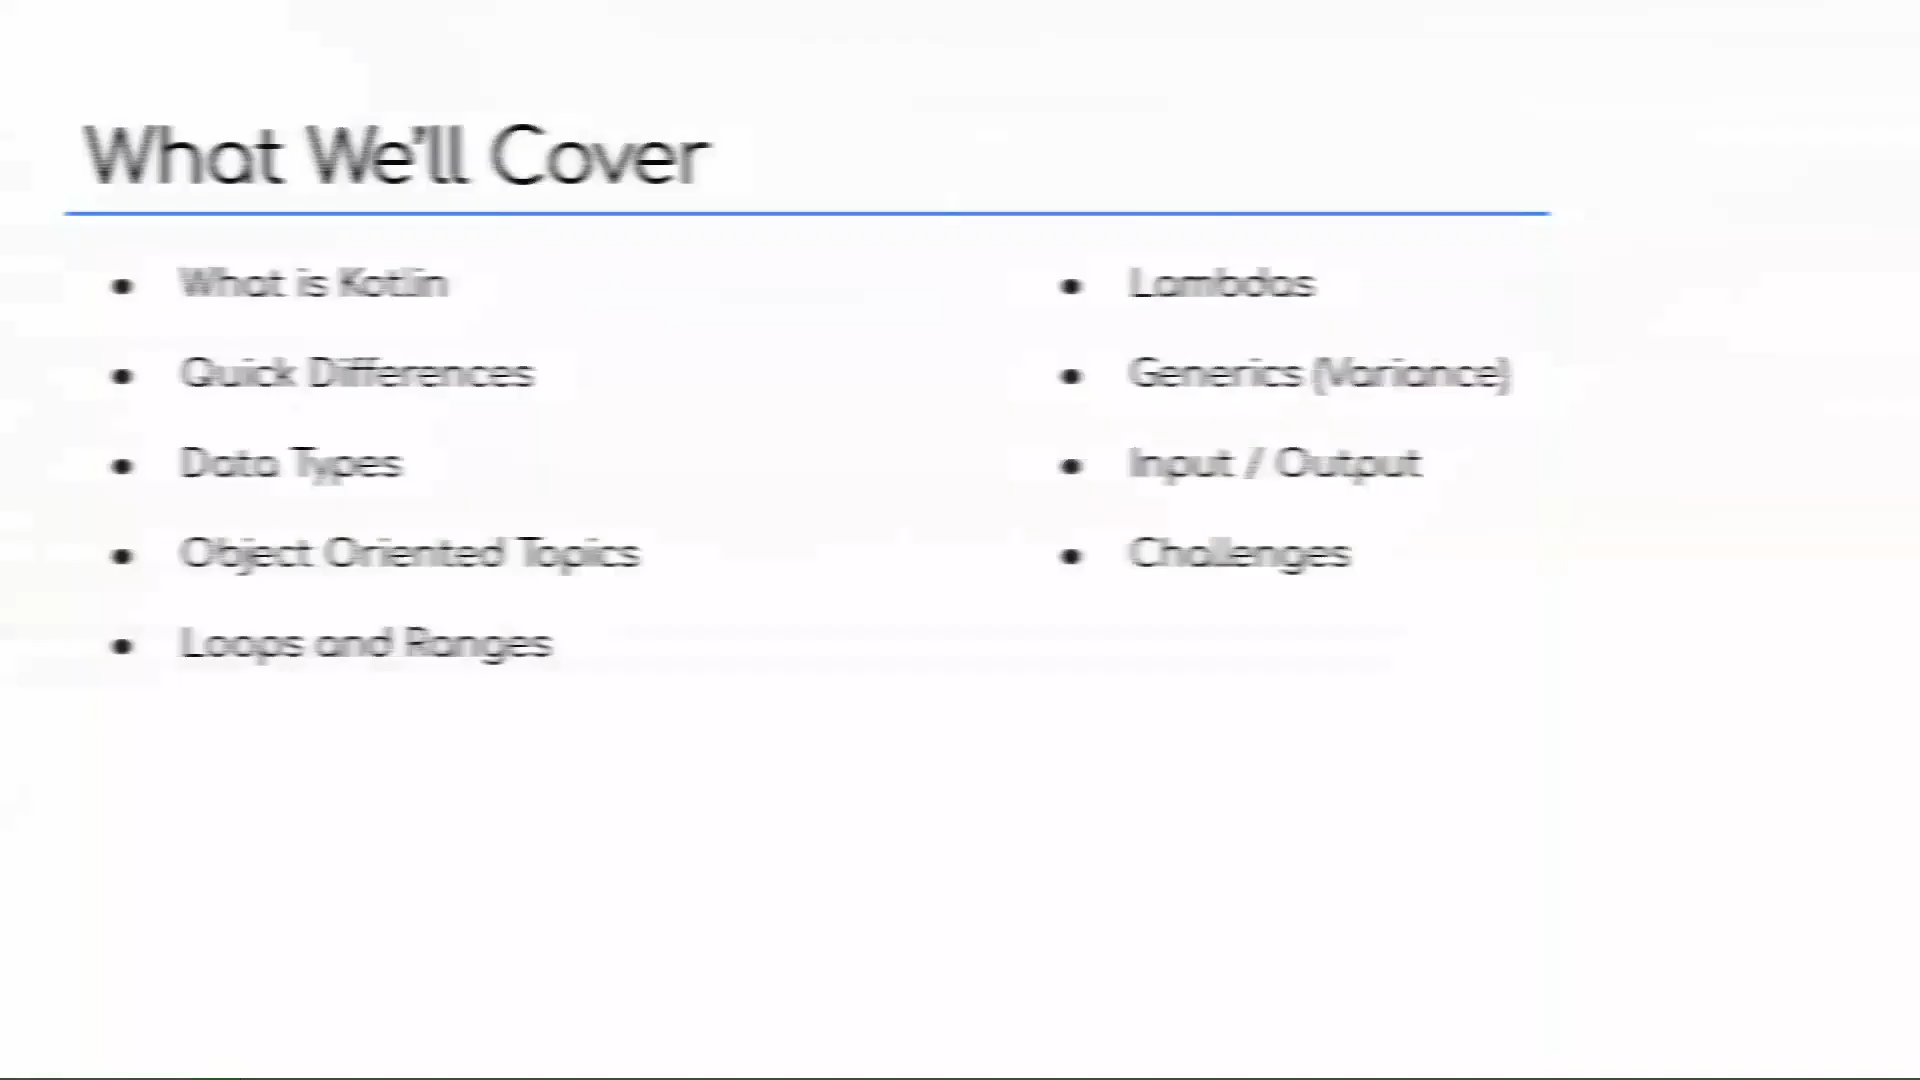 What We'll Cover
What is Kotlin
Quick Differences
Data Types
Object Oriented Topics
Loops and Ranges
Lambdas
Generics (Variance)
Input / Output
Challenges